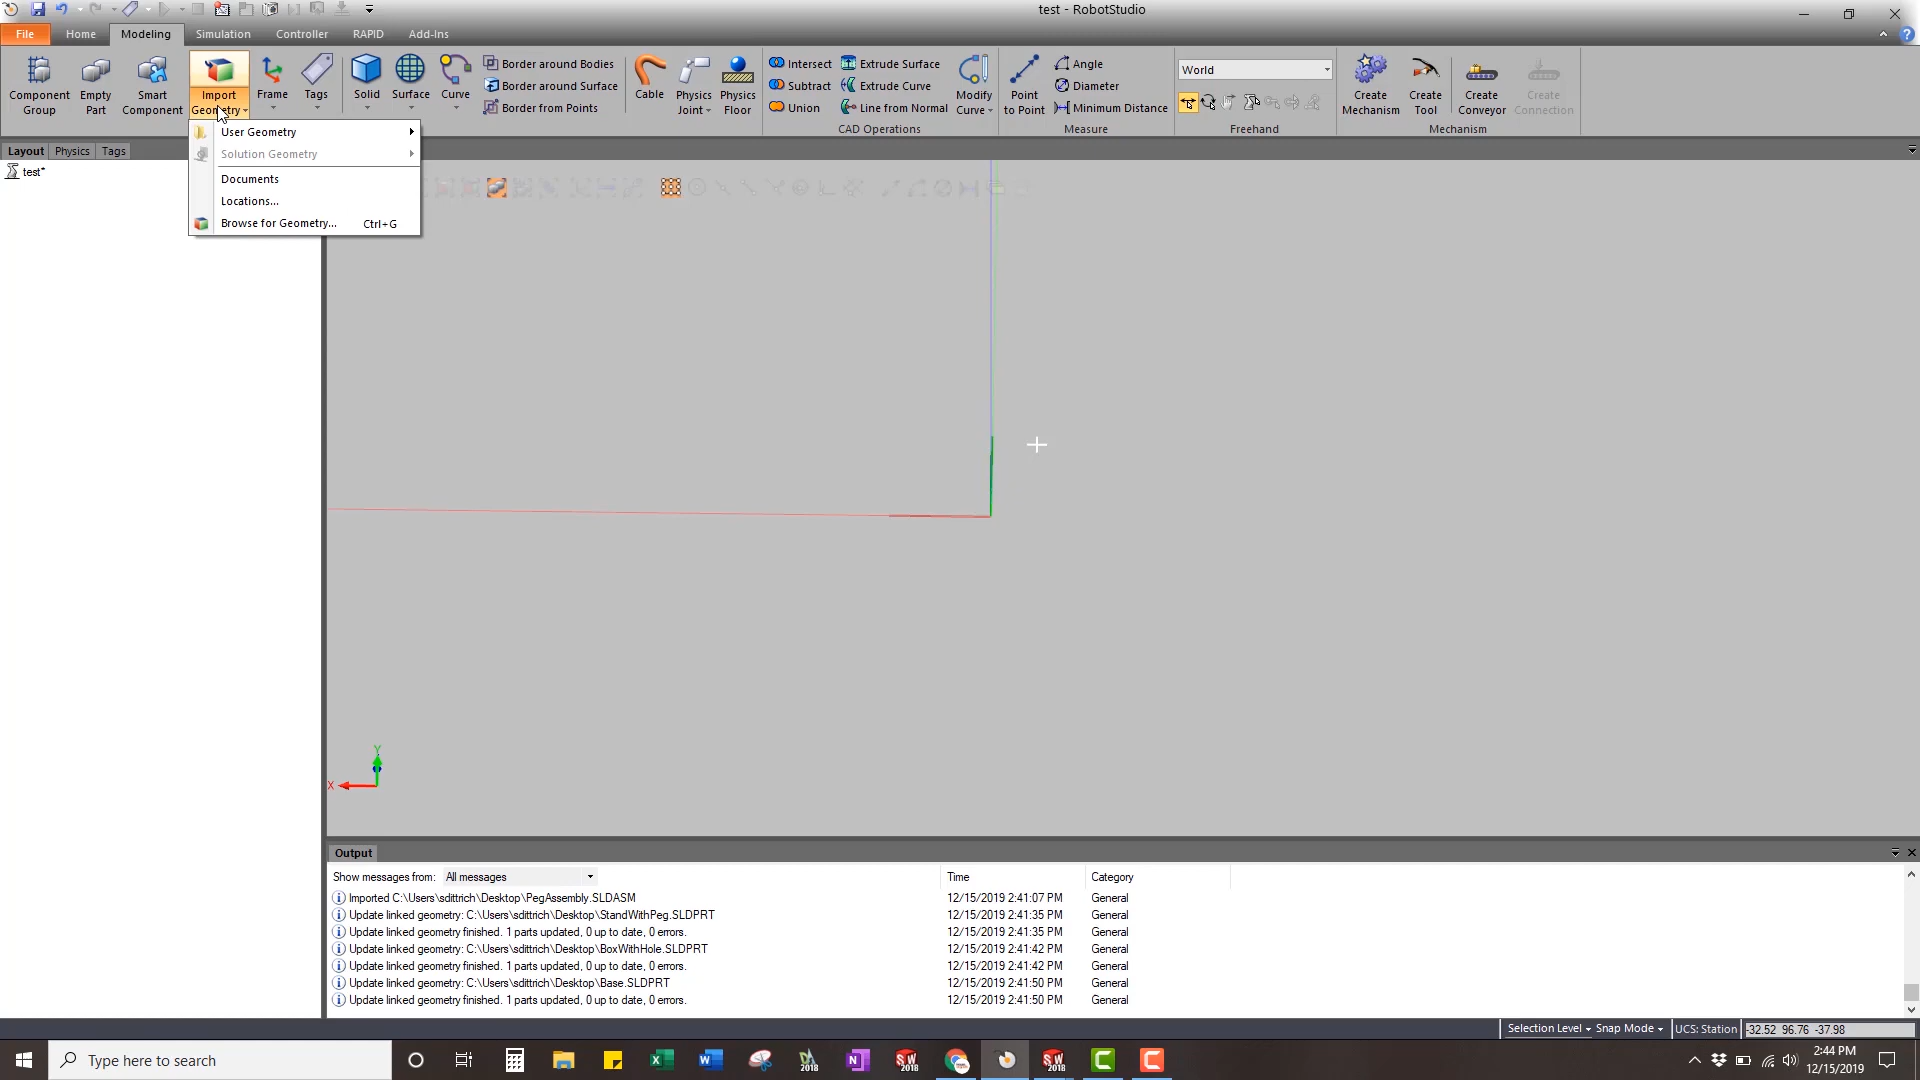 test - RobotStudio
File Home Modeling Simulation Controller RAPID Add-Ins
Component Group
Empty Part
Smart Component
Import Geometry
Frame
Tags
Solid
Surface
Curve
Border around Bodies
Border around Surface
Border from Points
Cable
Physics Joint
Physics Floor
Intersect
Subtract
Union
Extrude Surface
Extrude Curve
Line from Normal
Modify Curve
CAD Operations
Point to Point
Angle
Diameter
Minimum Distance
Measure
World
Freehand
Create Mechanism
Create Tool
Create Conveyor
Create Connection
Mechanism
User Geometry
Solution Geometry
Documents
Locations...
Browse for Geometry... Ctrl+G
Layout Physics Tags
test*
Y
X
Output
Show messages from: All messages Time Category
Imported C:\Users\sdittrich\Desktop\PegAssembly.SLDASM 12/15/2019 2:41:07 PM General
Update linked geometry: C:\Users\sdittrich\Desktop\StandWithPeg.SLDPRT 12/15/2019 2:41:35 PM General
Update linked geometry finished. 1 parts updated, 0 up to date, 0 errors. 12/15/2019 2:41:35 PM General
Update linked geometry: C:\Users\sdittrich\Desktop\BoxWithHole.SLDPRT 12/15/2019 2:41:42 PM General
Update linked geometry finished. 1 parts updated, 0 up to date, 0 errors. 12/15/2019 2:41:42 PM General
Update linked geometry: C:\Users\sdittrich\Desktop\Base.SLDPRT 12/15/2019 2:41:50 PM General
Update linked geometry finished. 1 parts updated, 0 up to date, 0 errors. 12/15/2019 2:41:50 PM General
Selection Level Snap Mode UCS: Station -32.52 96.76 -37.98
Type here to search
2018
SW 2018
SW 2018
2:44 PM
12/15/2019